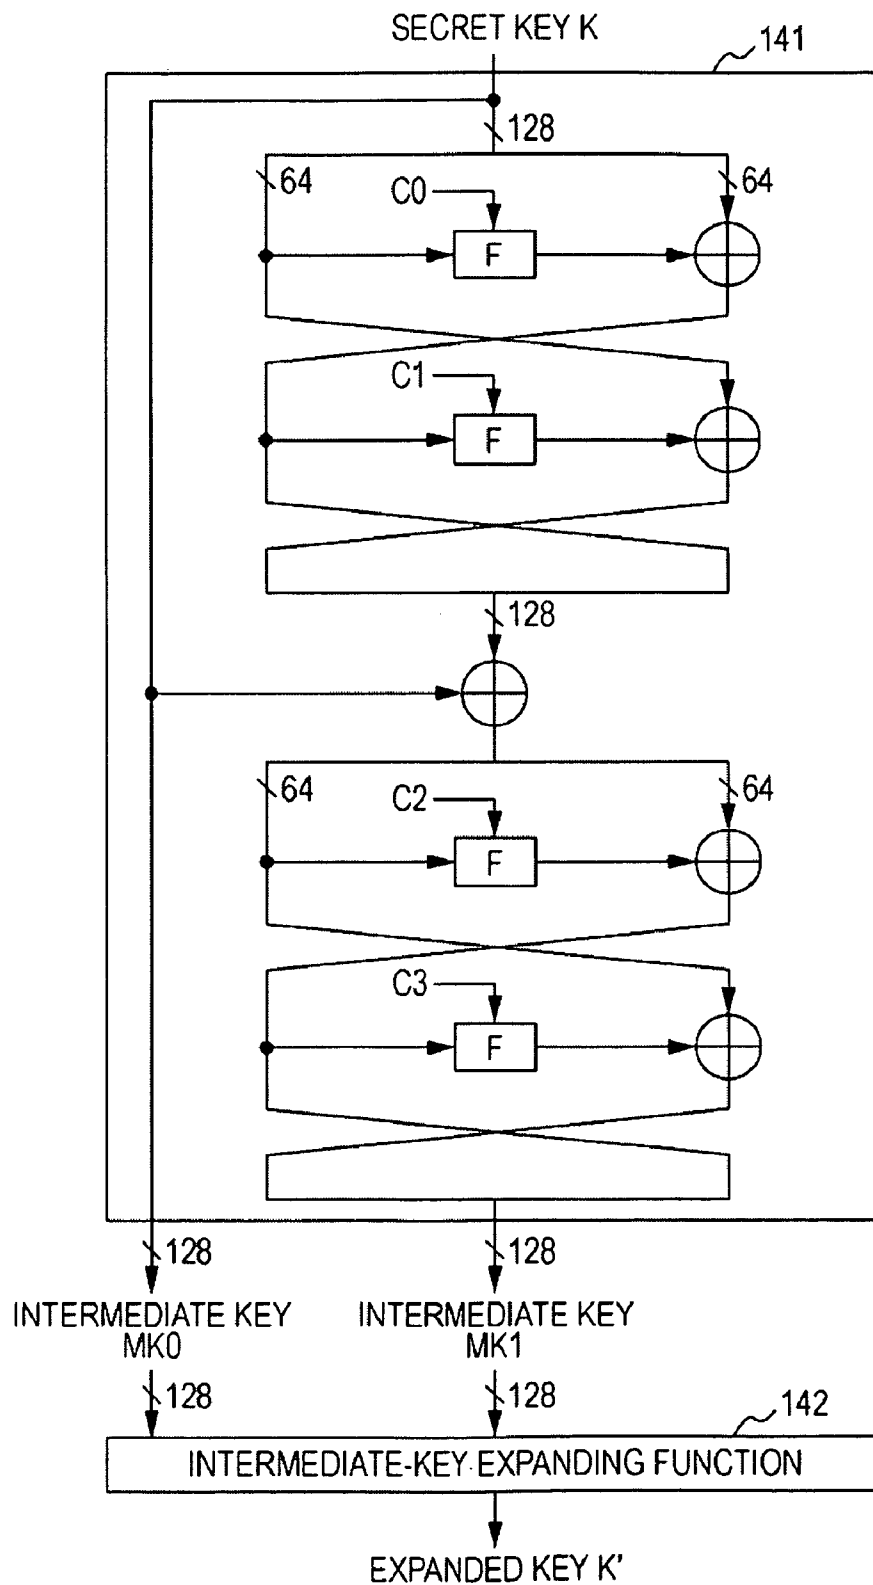 SECRET KEY K
141
128
64
64
C0
F
C1
F
128
64
64
C2
F
C3
F
128
128
INTERMEDIATE KEY
MK0
INTERMEDIATE KEY
MK1
128
128
142
INTERMEDIATE-KEY EXPANDING FUNCTION
EXPANDED KEY K'